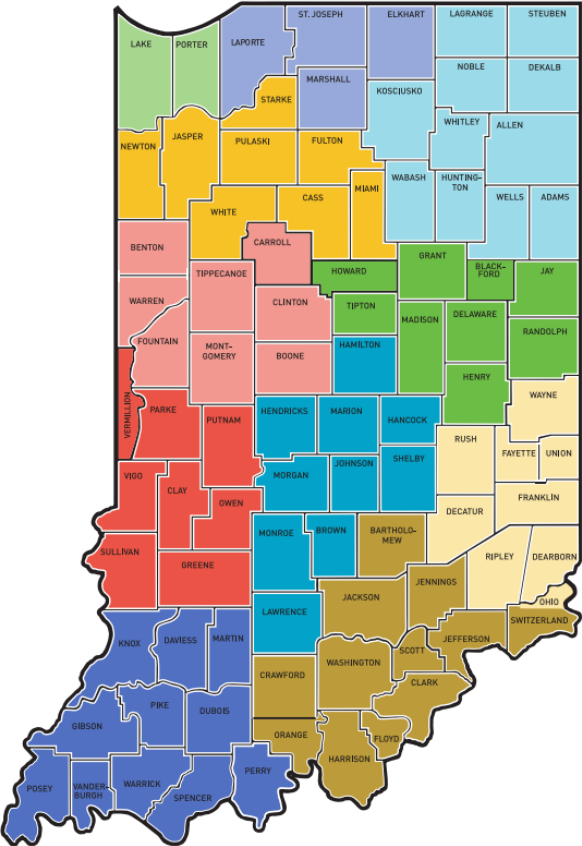 LAGRANGE
STEUBEN
ST. JOSEPH
ELKHART
LAKE
PORTER
LAPORTE
NOBLE
DEKALB
MARSHALL
KOSCIUSKO
STARKE
WHITLEY
ALLEN
JASPER
NEWTON
PULASKI
FULTON
WABASH
HUNTING-
TON
MIAMI
WELLS
ADAMS
WHITE
CASS
BENTON
CARROLL
GRANT
TIPPECANOE
HOWARD
BLACK-
FORD
JAY
WARREN
CLINTON
TIPTON
MADISON
DELAWARE
RANDOLPH
FOUNTAIN
MONT-
GOMERY
BOONE
HAMILTON
HENRY
WAYNE
VERMILLION
PARKE
PUTNAM
HENDRICKS
MARION
HANCOCK
RUSH
FAYETTE
UNION
VIGO
CLAY
MORGAN
JOHNSON
SHELBY
FRANKLIN
OWEN
DECATUR
SULLIVAN
GREENE
MONROE
BROWN
BARTHOLO-
MEW
RIPLEY
DEARBORN
JENNINGS
JACKSON
OHIO
LAWRENCE
SWITZERLAND
KNOX
DAVIESS
MARTIN
JEFFERSON
SCOTT
WASHINGTON
CRAWFORD
CLARK
PIKE
DUBOIS
GIBSON
ORANGE
FLOYD
HARRISON
POSEY
VANDER-
BURGH
WARRICK
SPENCER
PERRY